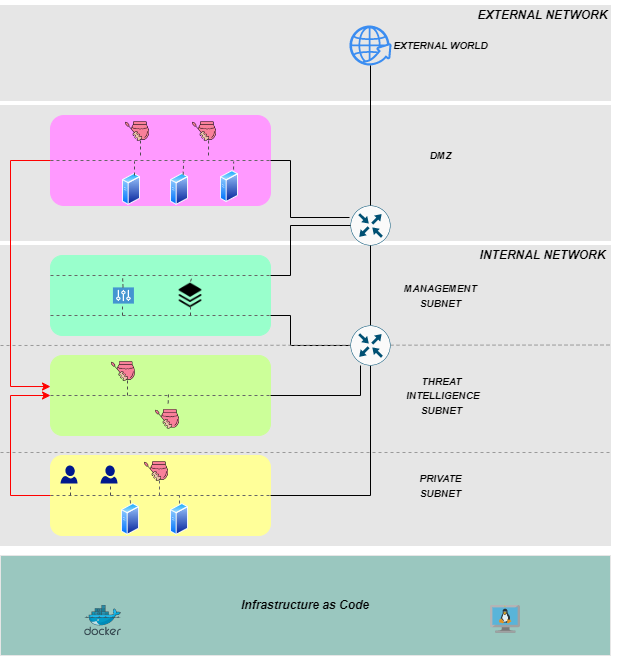 EXTERNAL NETWORK
EXTERNAL WORLD
DMZ
INTERNAL NETWORK
MANAGEMENT
SUBNET
THREAT
INTELLIGENCE
SUBNET
PRIVATE
SUBNET
Infrastructure as Code
docker